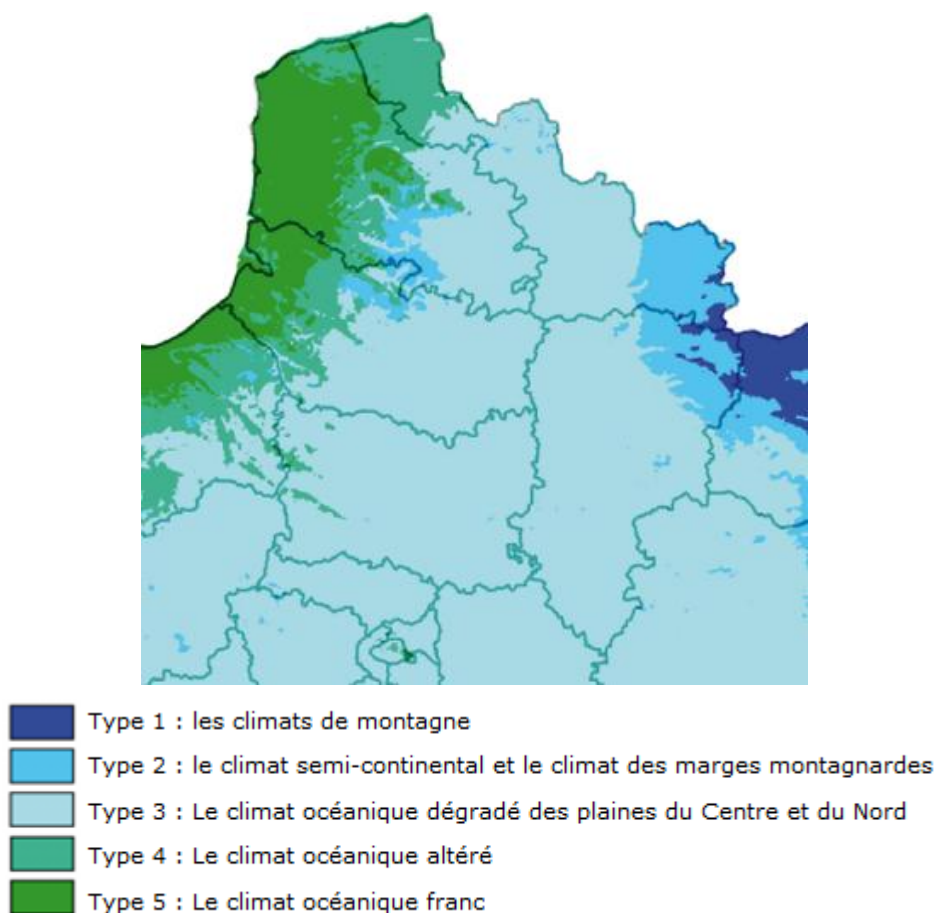 Type 1 : les climats de montagne
Type 2 : le climat semi-continental et le climat des marges montagnardes
Type 3 : Le climat océanique dégradé des plaines du Centre et du Nord
Type 4 : Le climat océanique altéré
Type 5 : Le climat océanique franc